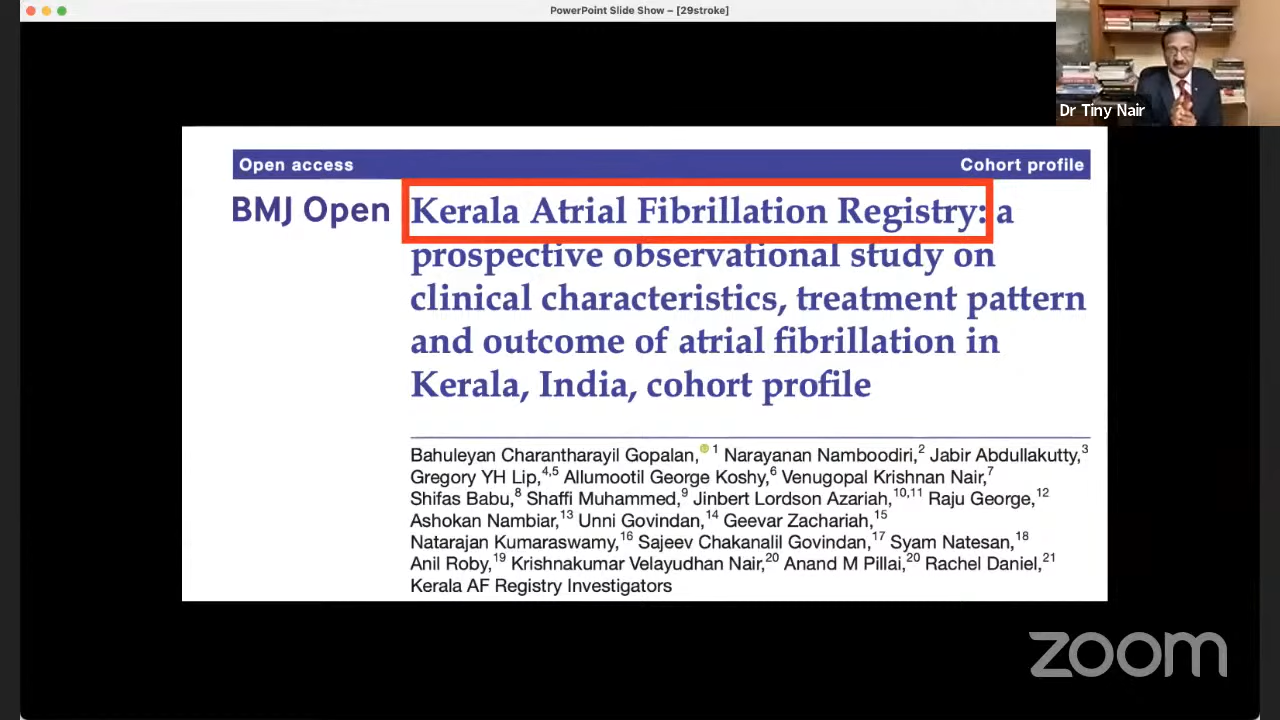 PowerPoint Slide Show – [29stroke]
Dr Tiny Nair
Open access
Cohort profile
BMJ Open
Kerala Atrial Fibrillation Registry: a
prospective observational study on
clinical characteristics, treatment pattern
and outcome of atrial fibrillation in
Kerala, India, cohort profile
Bahuleyan Charantharayil Gopalan,1 Narayanan Namboodiri,2 Jabir Abdullakutty,3
Gregory YH Lip,4,5 Allumootil George Koshy,6 Venugopal Krishnan Nair,7
Shifas Babu,8 Shaffi Muhammed,9 Jinbert Lordson Azariah,10,11 Raju George,12
Ashokan Nambiar,13 Unni Govindan,14 Geevar Zachariah,15
Natarajan Kumaraswamy,16 Sajeev Chakanalil Govindan,17 Syam Natesan,18
Anil Roby,19 Krishnakumar Velayudhan Nair,20 Anand M Pillai,20 Rachel Daniel,21
Kerala AF Registry Investigators
zoom